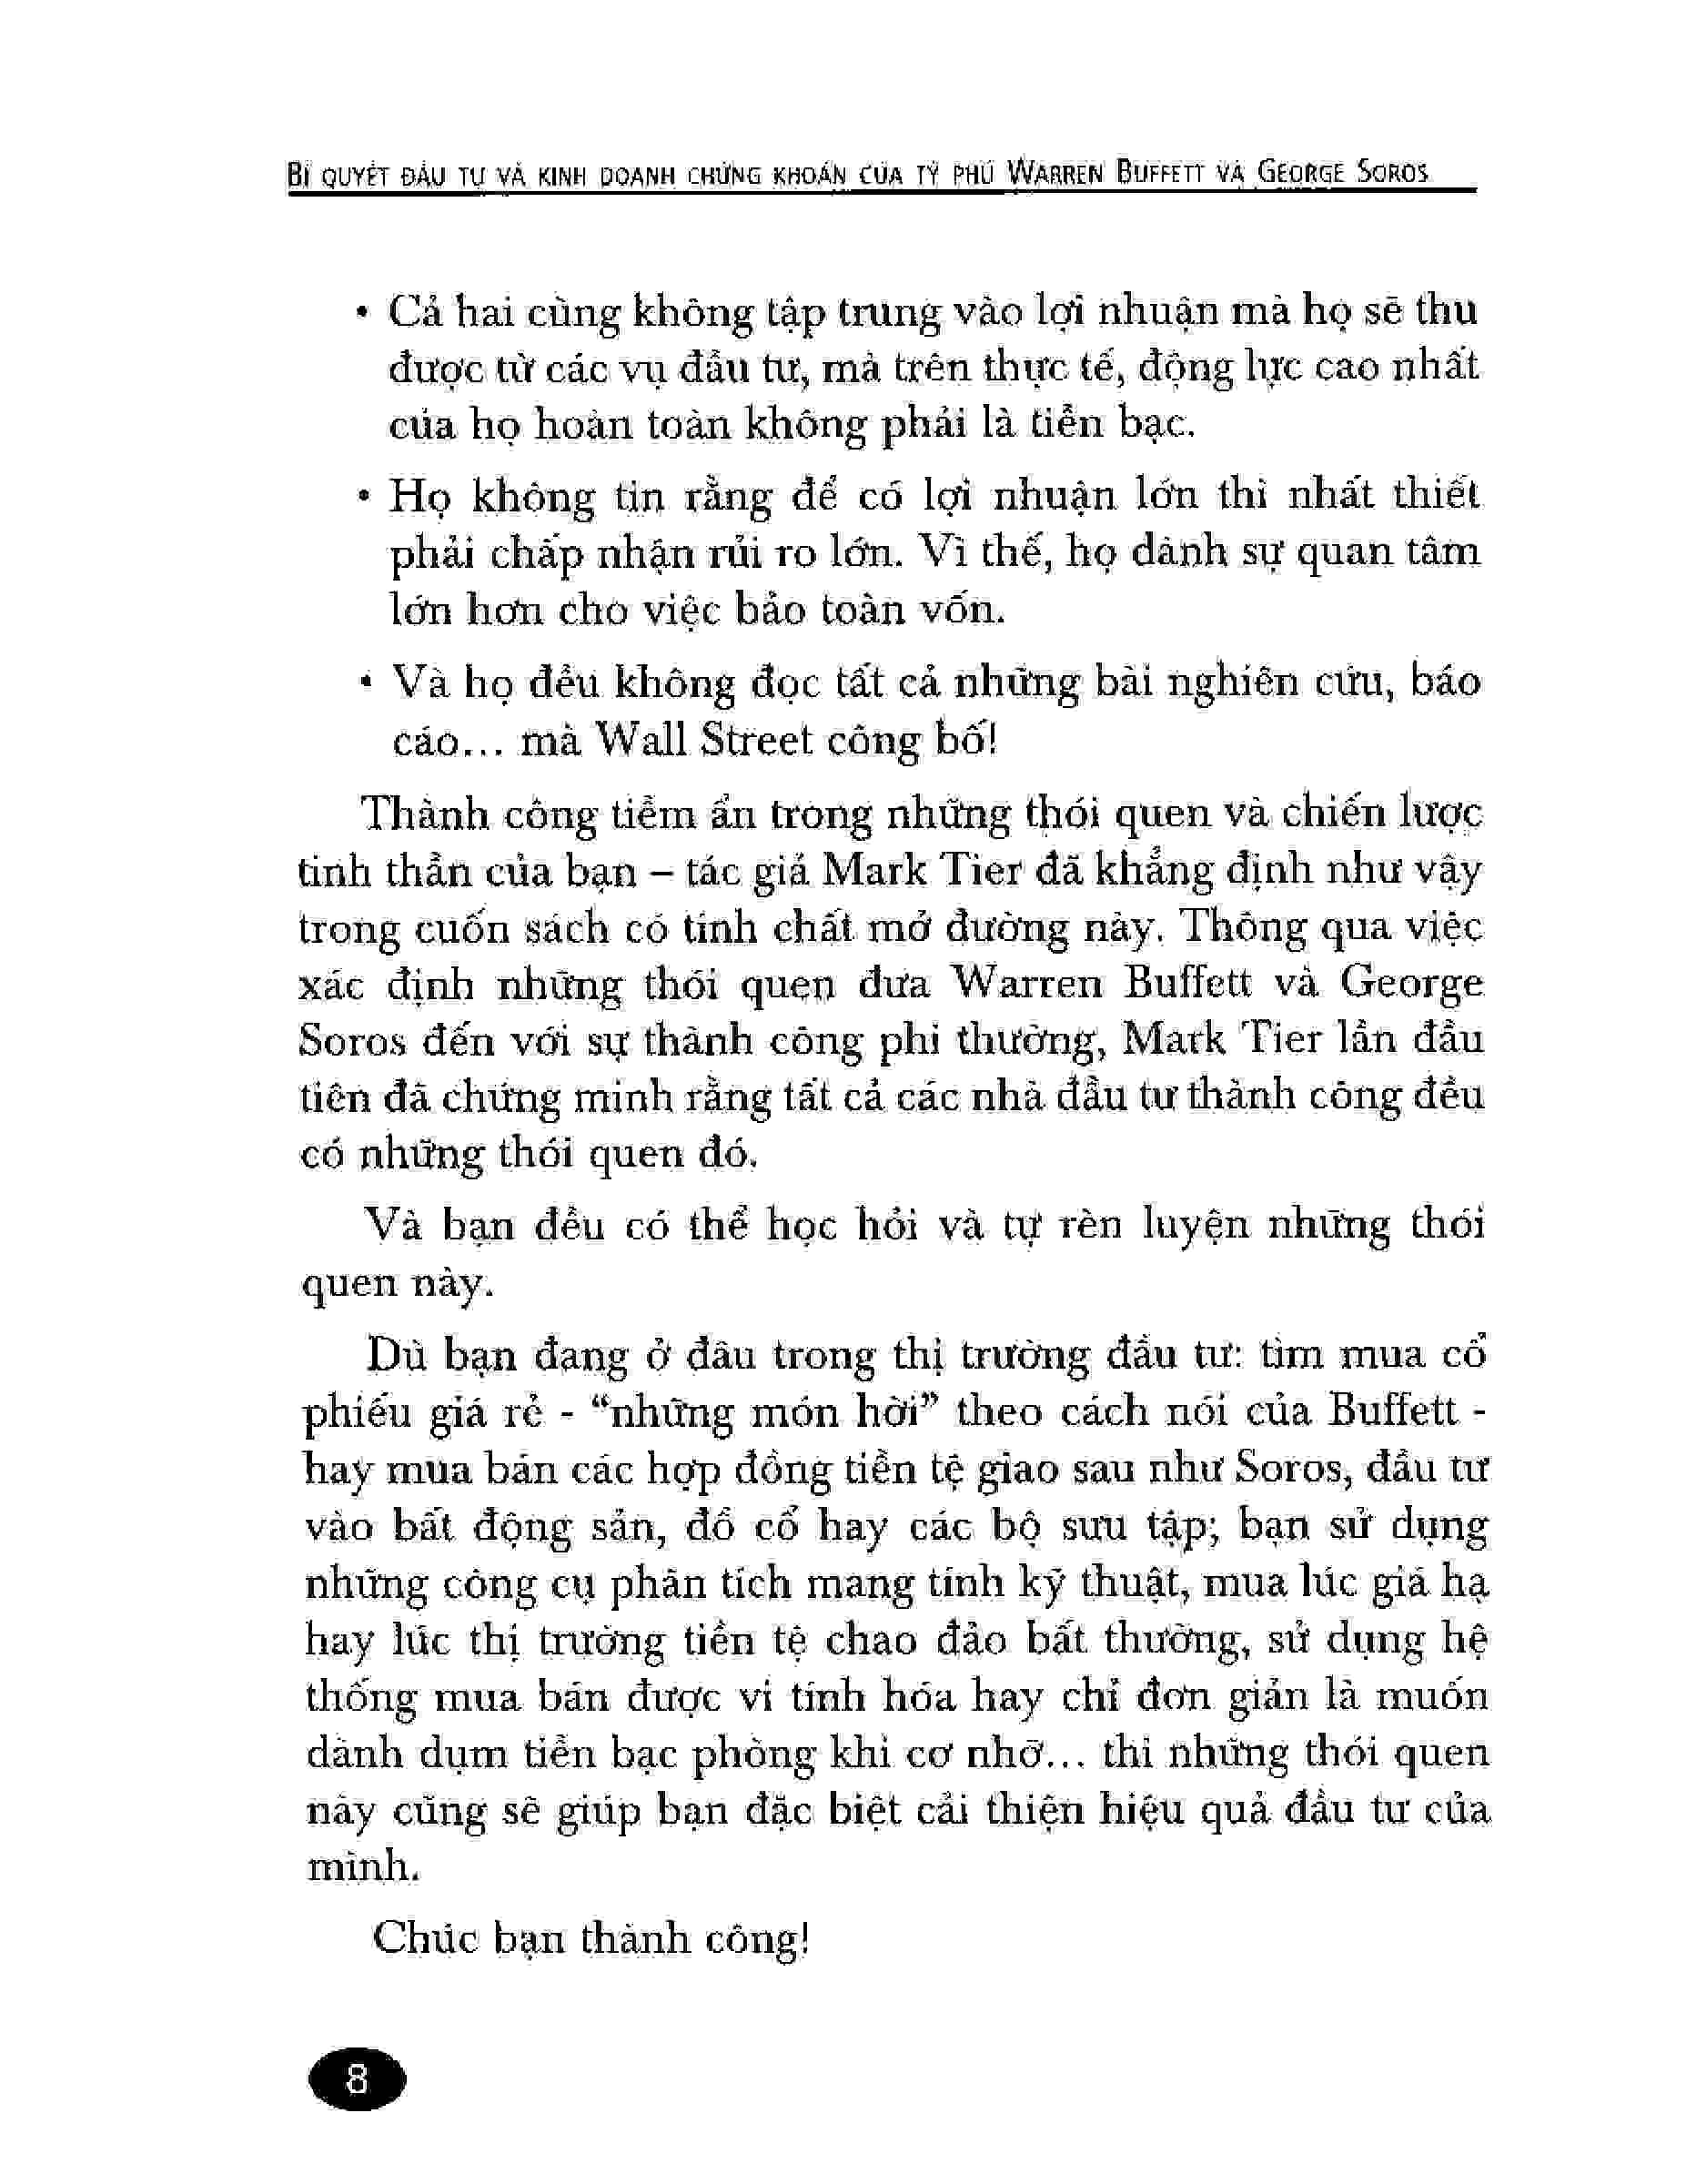 BÍ QUYẾT ĐẦU TƯ VÀ KINH DOANH CHỨNG KHOÁN CỦA TỶ PHÚ WARREN BUFFETT VÀ GEORGE SOROS
• Cả hai cùng không tập trung vào lợi nhuận mà họ sẽ thu
được từ các vụ đầu tư, mà trên thực tế, động lực cao nhất
của họ hoàn toàn không phải là tiền bạc.
• Họ không tin rằng để có lợi nhuận lớn thì nhất thiết
phải chấp nhận rủi ro lớn. Vì thế, họ dành sự quan tâm
lớn hơn cho việc bảo toàn vốn.
• Và họ đều không đọc tất cả những bài nghiên cứu, báo
cáo... mà Wall Street công bố!
Thành công tiềm ẩn trong những thói quen và chiến lược
tinh thần của bạn – tác giả Mark Tier đã khẳng định như vậy
trong cuốn sách có tính chất mở đường này. Thông qua việc
xác định những thói quen đưa Warren Buffett và George
Soros đến với sự thành công phi thường, Mark Tier lần đầu
tiên đã chứng minh rằng tất cả các nhà đầu tư thành công đều
có những thói quen đó.
Và bạn đều có thể học hỏi và tự rèn luyện những thói
quen này.
Dù bạn đang ở đâu trong thị trường đầu tư: tìm mua cổ
phiếu giá rẻ - “những món hời” theo cách nói của Buffett -
hay mua bán các hợp đồng tiền tệ giao sau như Soros, đầu tư
vào bất động sản, đồ cổ hay các bộ sưu tập; bạn sử dụng
những công cụ phân tích mang tính kỹ thuật, mua lúc giá hạ
hay lúc thị trường tiền tệ chao đảo bất thường, sử dụng hệ
thống mua bán được vi tính hóa hay chỉ đơn giản là muốn
dành dụm tiền bạc phòng khi cơ nhỡ... thì những thói quen
này cũng sẽ giúp bạn đặc biệt cải thiện hiệu quả đầu tư của
mình.
Chúc bạn thành công!
8